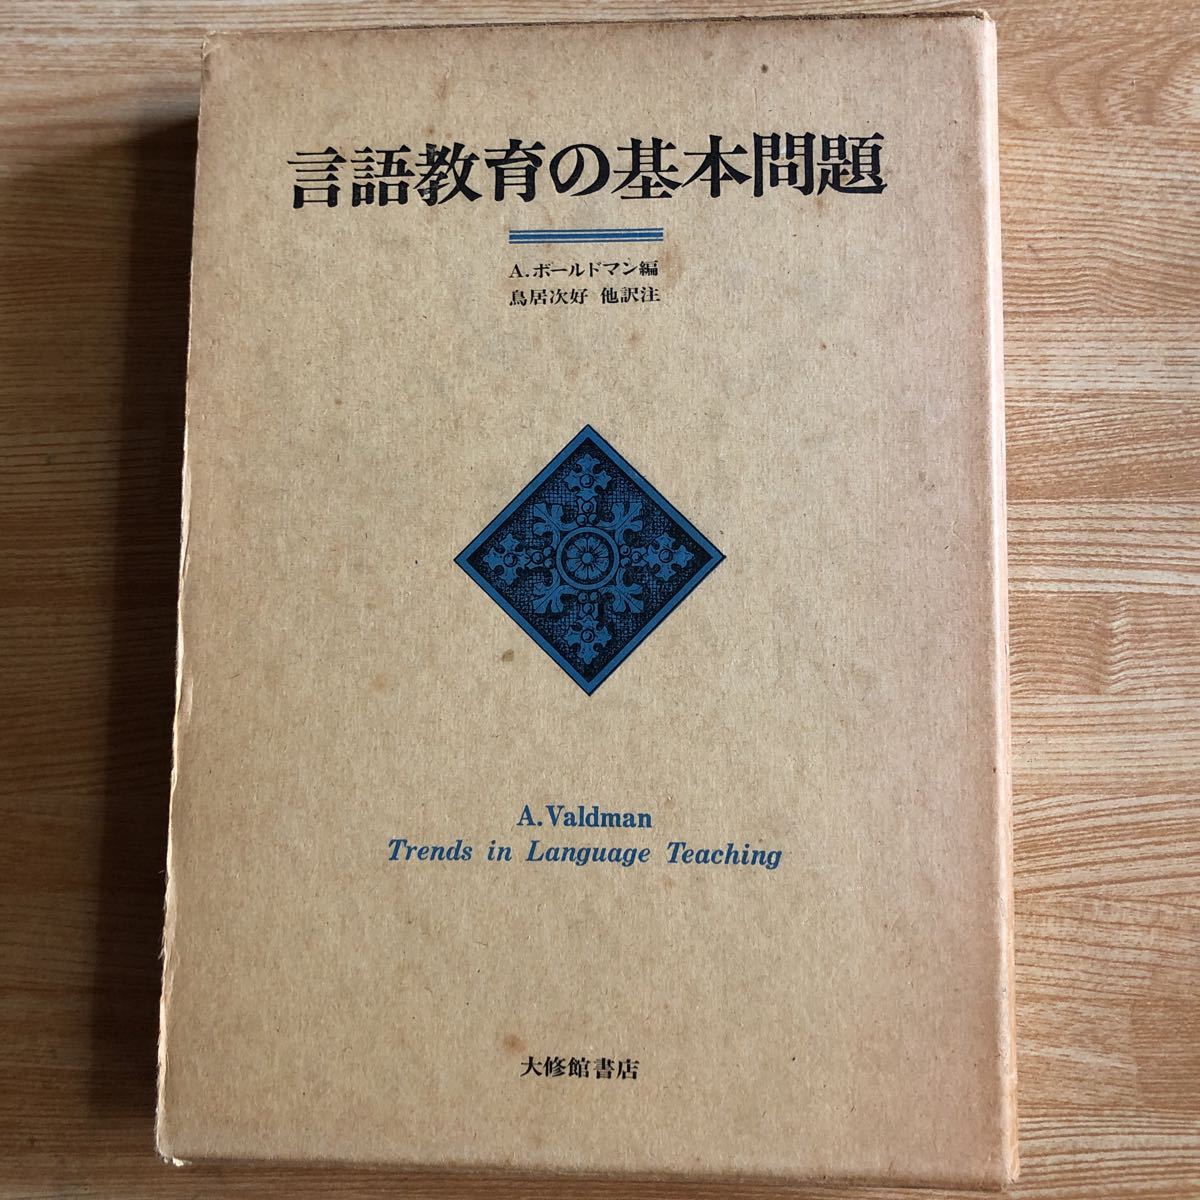 言語教育の基本問題
A.ボールドマン編
鳥居次好 他訳注
A. Valdman
Trends in Language Teaching
大修館書店